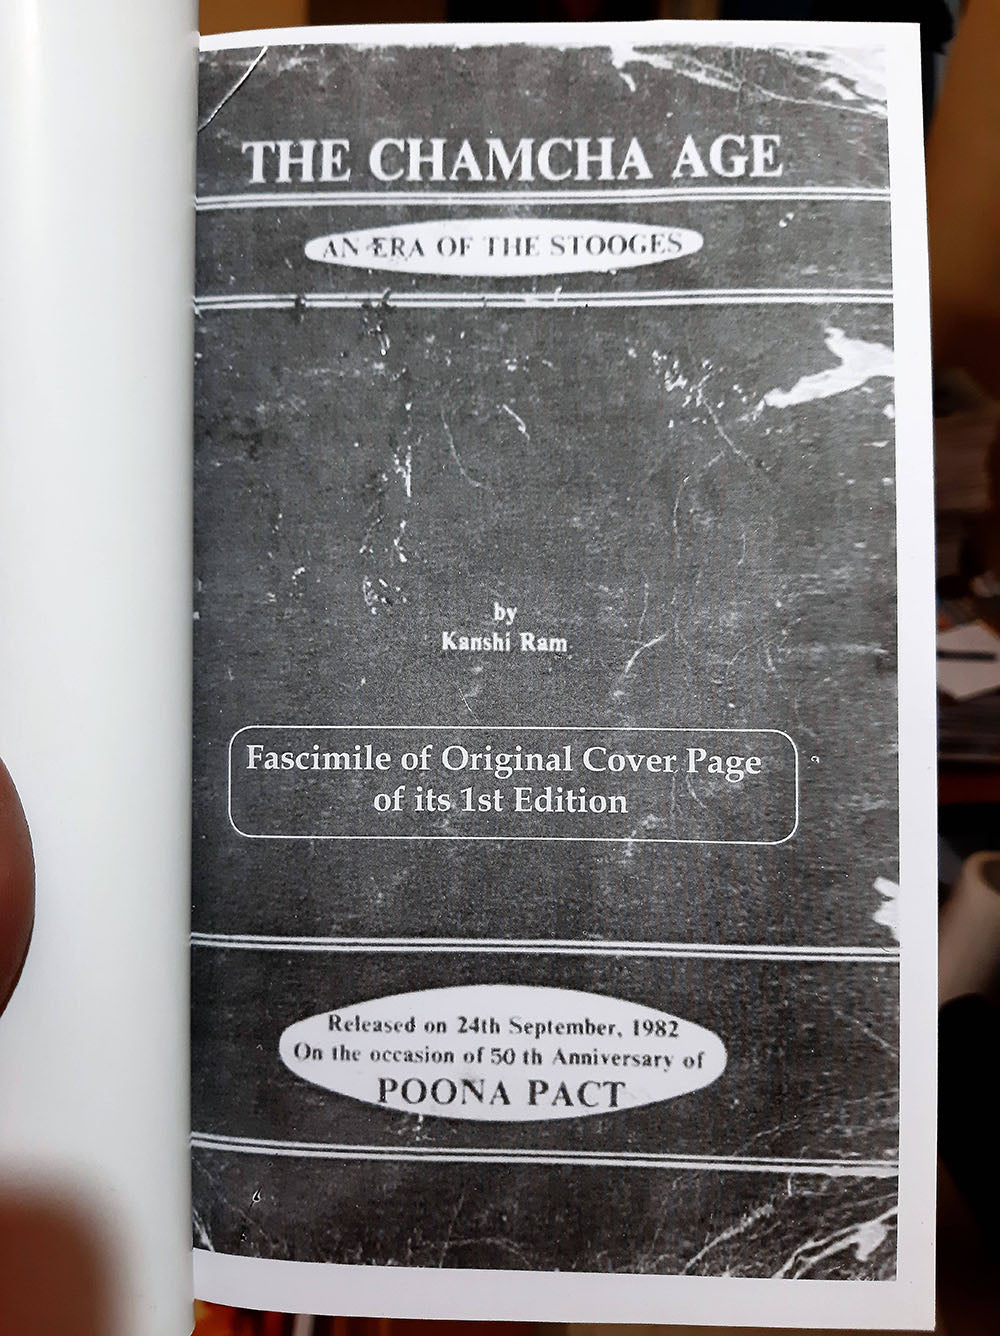 THE CHAMCHA AGE
AN ERA OF THE STOOGES
by
Kanshi Ram
Fascimile of Original Cover Page
of its 1st Edition
Released on 24th September, 1982
On the occasion of 50 th Anniversary of
POONA PACT